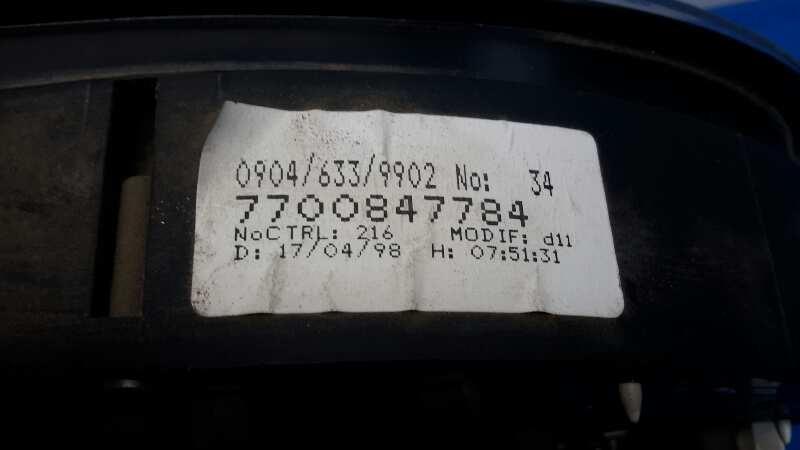 0904/633/9902 No: 34
7700847784
NoCTRL: 216 MODIF: d11
D: 17/04/98 H: 07:51:31